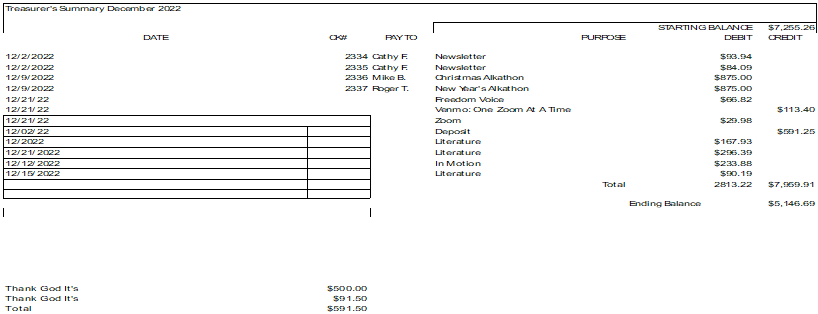 Treasurer's Summary December 2022
STARTING BALANCE $7,255.26
DATE CK# PAY TO PURPOSE DEBIT CREDIT
12/2/2022 2334 Cathy F. Newsletter $93.94
12/2/2022 2335 Cathy F. Newsletter $84.09
12/9/2022 2336 Mike B. Christmas Alkathon $875.00
12/9/2022 2337 Roger T. New Year's Alkathon $875.00
12/21/22 Freedom Voice $66.82
12/21/22 Venmo: One Zoom At A Time $113.40
12/21/22 Zoom $29.98
12/02/22 Deposit $591.25
12/2022 Literature $167.93
12/21/2022 Literature $296.39
12/12/2022 In Motion $233.88
12/15/2022 Literature $90.19
Total 2813.22 $7,959.91
Ending Balance $5,146.69
Thank God It's $500.00
Thank God It's $91.50
Total $591.50